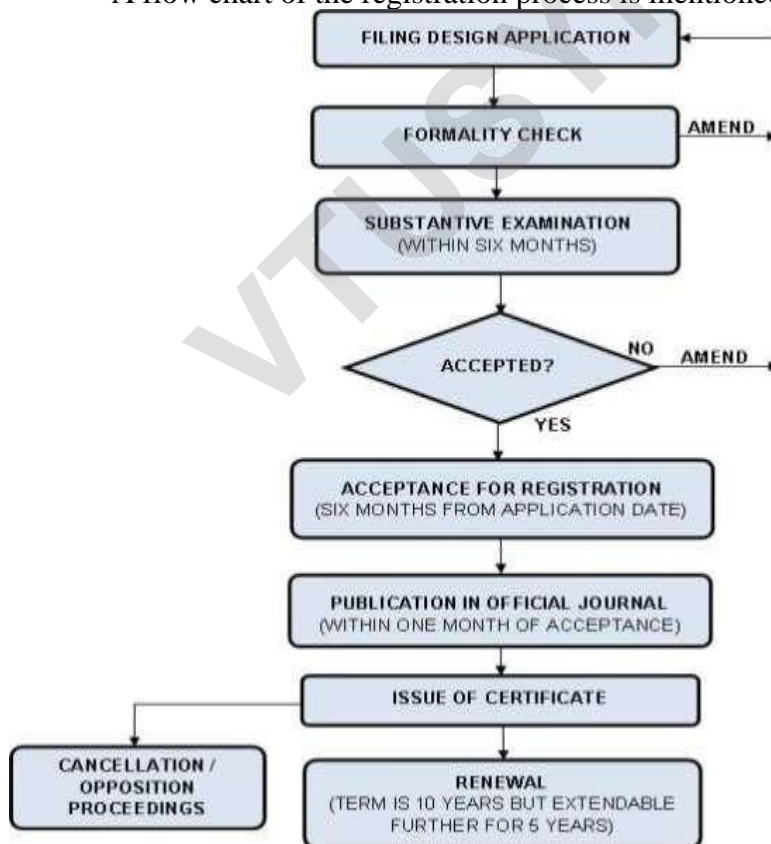 A flow chart of the registration process is mentioned
FILING DESIGN APPLICATION
FORMALITY CHECK
AMEND
SUBSTANTIVE EXAMINATION
(WITHIN SIX MONTHS)
ACCEPTED?
NO
AMEND
YES
ACCEPTANCE FOR REGISTRATION
(SIX MONTHS FROM APPLICATION DATE)
PUBLICATION IN OFFICIAL JOURNAL
(WITHIN ONE MONTH OF ACCEPTANCE)
ISSUE OF CERTIFICATE
CANCELLATION /
OPPOSITION
PROCEEDINGS
RENEWAL
(TERM IS 10 YEARS BUT EXTENDABLE
FURTHER FOR 5 YEARS)